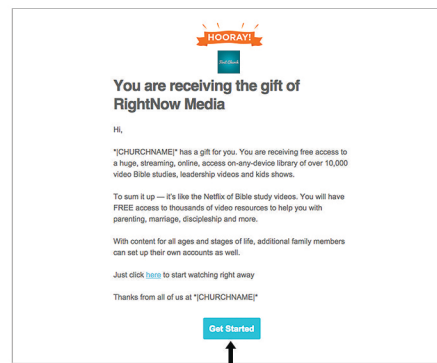 HOORAY!
You are receiving the gift of
RightNow Media
Hi,
*|CHURCHNAME|* has a gift for you. You are receiving free access to
a huge, streaming, online, access on-any-device library of over 10,000
video Bible studies, leadership videos and kids shows.
To sum it up — it's like the Netflix of Bible study videos. You will have
FREE access to thousands of video resources to help you with
parenting, marriage, discipleship and more.
With content for all ages and stages of life, additional family members
can set up their own accounts as well.
Just click here to start watching right away
Thanks from all of us at *|CHURCHNAME|*
Get Started